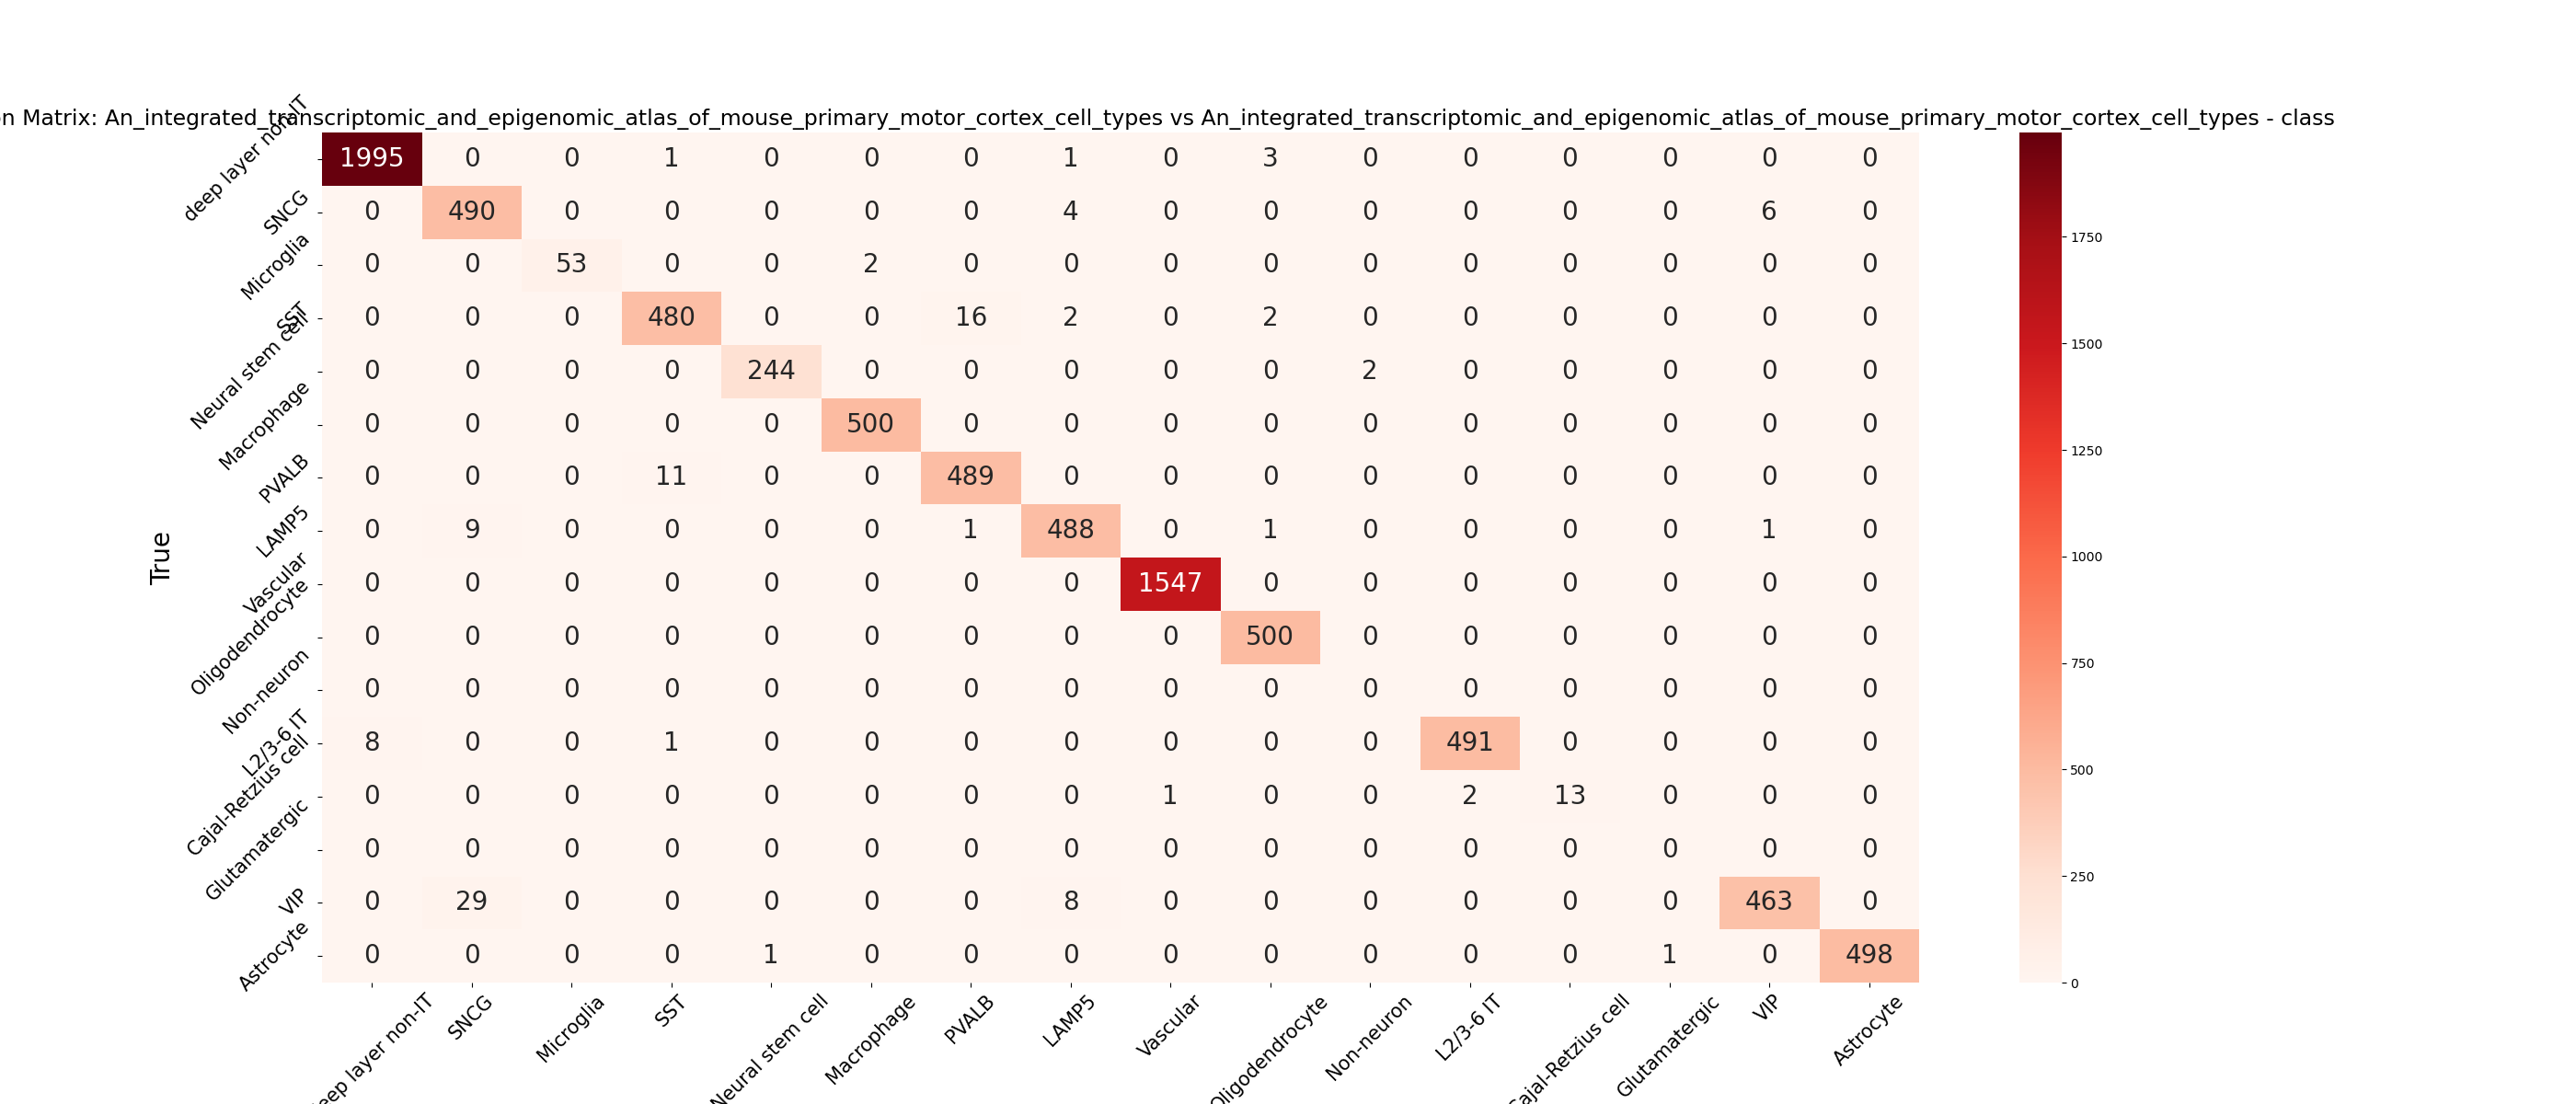 n Matrix: An_integrated_transcriptomic_and_epigenomic_atlas_of_mouse_primary_motor_cortex_cell_types vs An_integrated_transcriptomic_and_epigenomic_atlas_of_mouse_primary_motor_cortex_cell_types - class
True
deep layer non-IT 1995 0 0 1 0 0 0 1 0 3 0 0 0 0 0 0
SNCG 0 490 0 0 0 0 0 4 0 0 0 0 0 0 6 0
Microglia 0 0 53 0 0 2 0 0 0 0 0 0 0 0 0 0
SST 0 0 0 480 0 0 16 2 0 2 0 0 0 0 0 0
Neural stem cell 0 0 0 0 244 0 0 0 0 0 2 0 0 0 0 0
Macrophage 0 0 0 0 0 500 0 0 0 0 0 0 0 0 0 0
PVALB 0 0 0 11 0 0 489 0 0 0 0 0 0 0 0 0
LAMP5 0 9 0 0 0 0 1 488 0 1 0 0 0 0 1 0
Vascular 0 0 0 0 0 0 0 0 1547 0 0 0 0 0 0 0
Oligodendrocyte 0 0 0 0 0 0 0 0 0 500 0 0 0 0 0 0
Non-neuron 0 0 0 0 0 0 0 0 0 0 0 0 0 0 0 0
L2/3-6 IT 8 0 0 1 0 0 0 0 0 0 0 491 0 0 0 0
Cajal-Retzius cell 0 0 0 0 0 0 0 0 1 0 0 2 13 0 0 0
Glutamatergic 0 0 0 0 0 0 0 0 0 0 0 0 0 0 0 0
VIP 0 29 0 0 0 0 0 8 0 0 0 0 0 0 463 0
Astrocyte 0 0 0 0 1 0 0 0 0 0 0 0 0 1 0 498
eep layer non-IT SNCG Microglia SST Neural stem cell Macrophage PVALB LAMP5 Vascular Oligodendrocyte Non-neuron L2/3-6 IT Cajal-Retzius cell Glutamatergic VIP Astrocyte
1750
1500
1250
1000
750
500
250
0